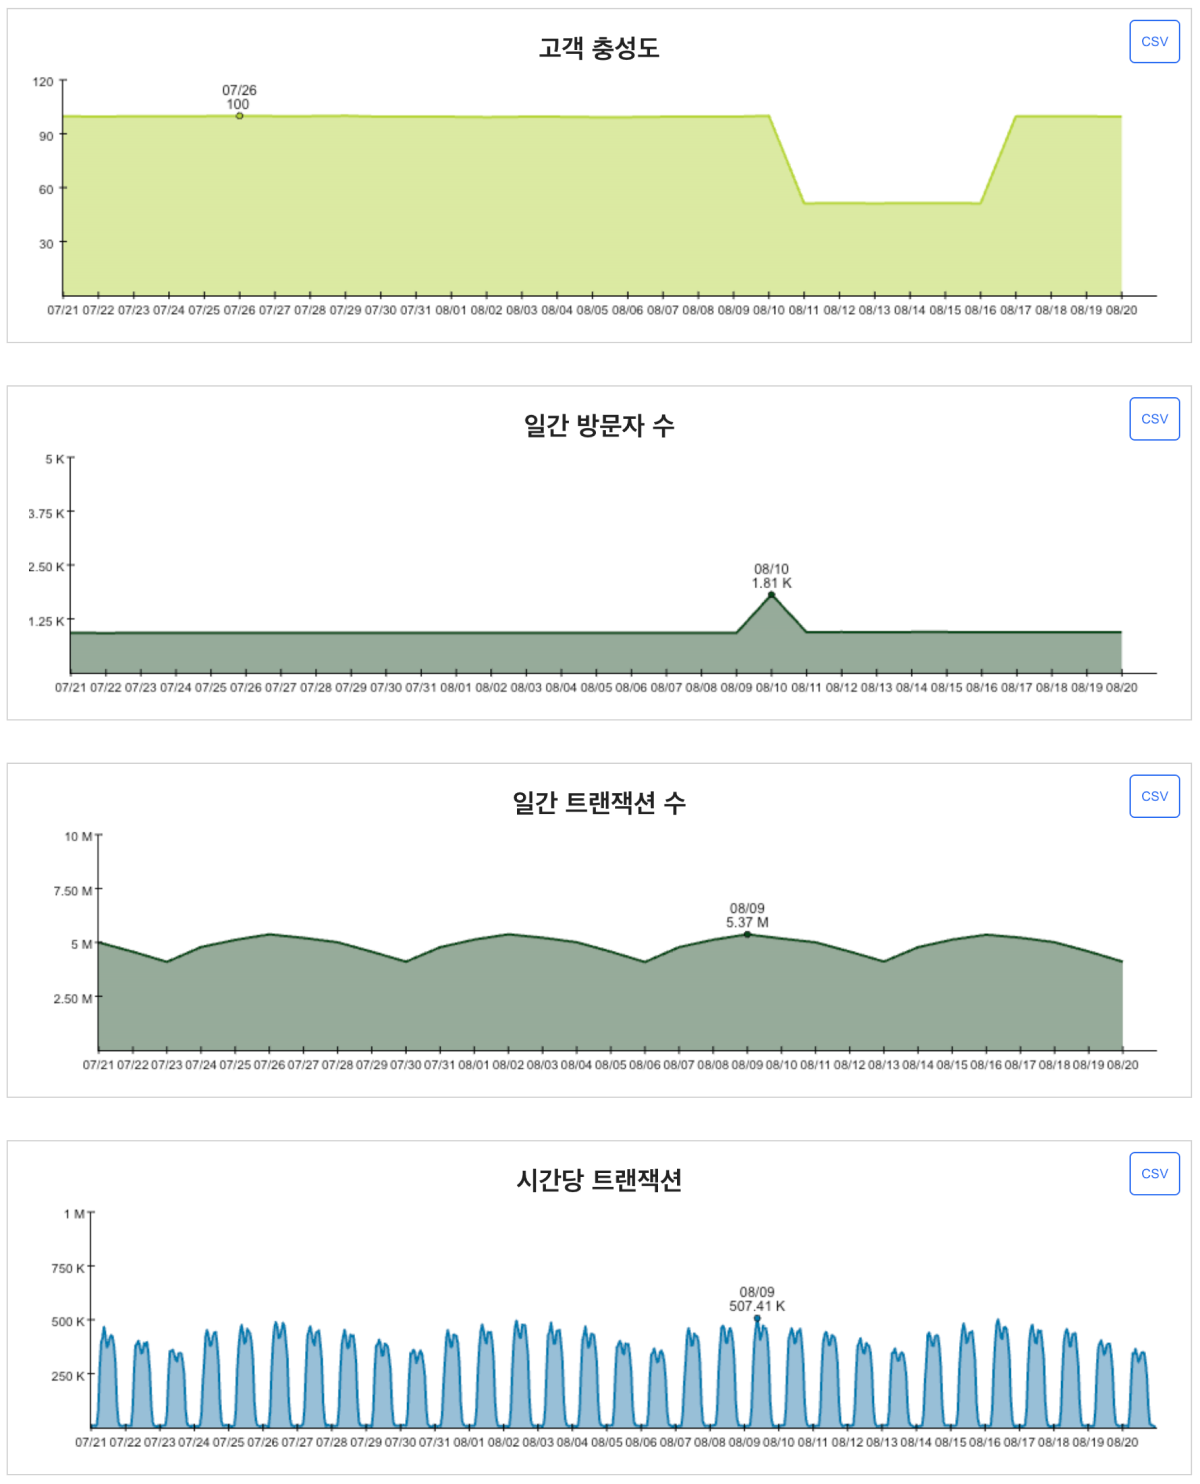 고객 충성도
CSV
120
07/26
100
90
60
30
07/21 07/22 07/23 07/24 07/25 07/26 07/27 07/28 07/29 07/30 07/31 08/01 08/02 08/03 08/04 08/05 08/06 08/07 08/08 08/09 08/10 08/11 08/12 08/13 08/14 08/15 08/16 08/17 08/18 08/19 08/20
일간 방문자 수
CSV
5 K
3.75 K
2.50 K
08/10
1.81 K
1.25 K
07/21 07/22 07/23 07/24 07/25 07/26 07/27 07/28 07/29 07/30 07/31 08/01 08/02 08/03 08/04 08/05 08/06 08/07 08/08 08/09 08/10 08/11 08/12 08/13 08/14 08/15 08/16 08/17 08/18 08/19 08/20
일간 트랜잭션 수
CSV
10 M
7.50 M
08/09
5.37 M
5 M
2.50 M
07/21 07/22 07/23 07/24 07/25 07/26 07/27 07/28 07/29 07/30 07/31 08/01 08/02 08/03 08/04 08/05 08/06 08/07 08/08 08/09 08/10 08/11 08/12 08/13 08/14 08/15 08/16 08/17 08/18 08/19 08/20
시간당 트랜잭션
CSV
1 M
750 K
08/09
507.41 K
500 K
250 K
07/21 07/22 07/23 07/24 07/25 07/26 07/27 07/28 07/29 07/30 07/31 08/01 08/02 08/03 08/04 08/05 08/06 08/07 08/08 08/09 08/10 08/11 08/12 08/13 08/14 08/15 08/16 08/17 08/18 08/19 08/20